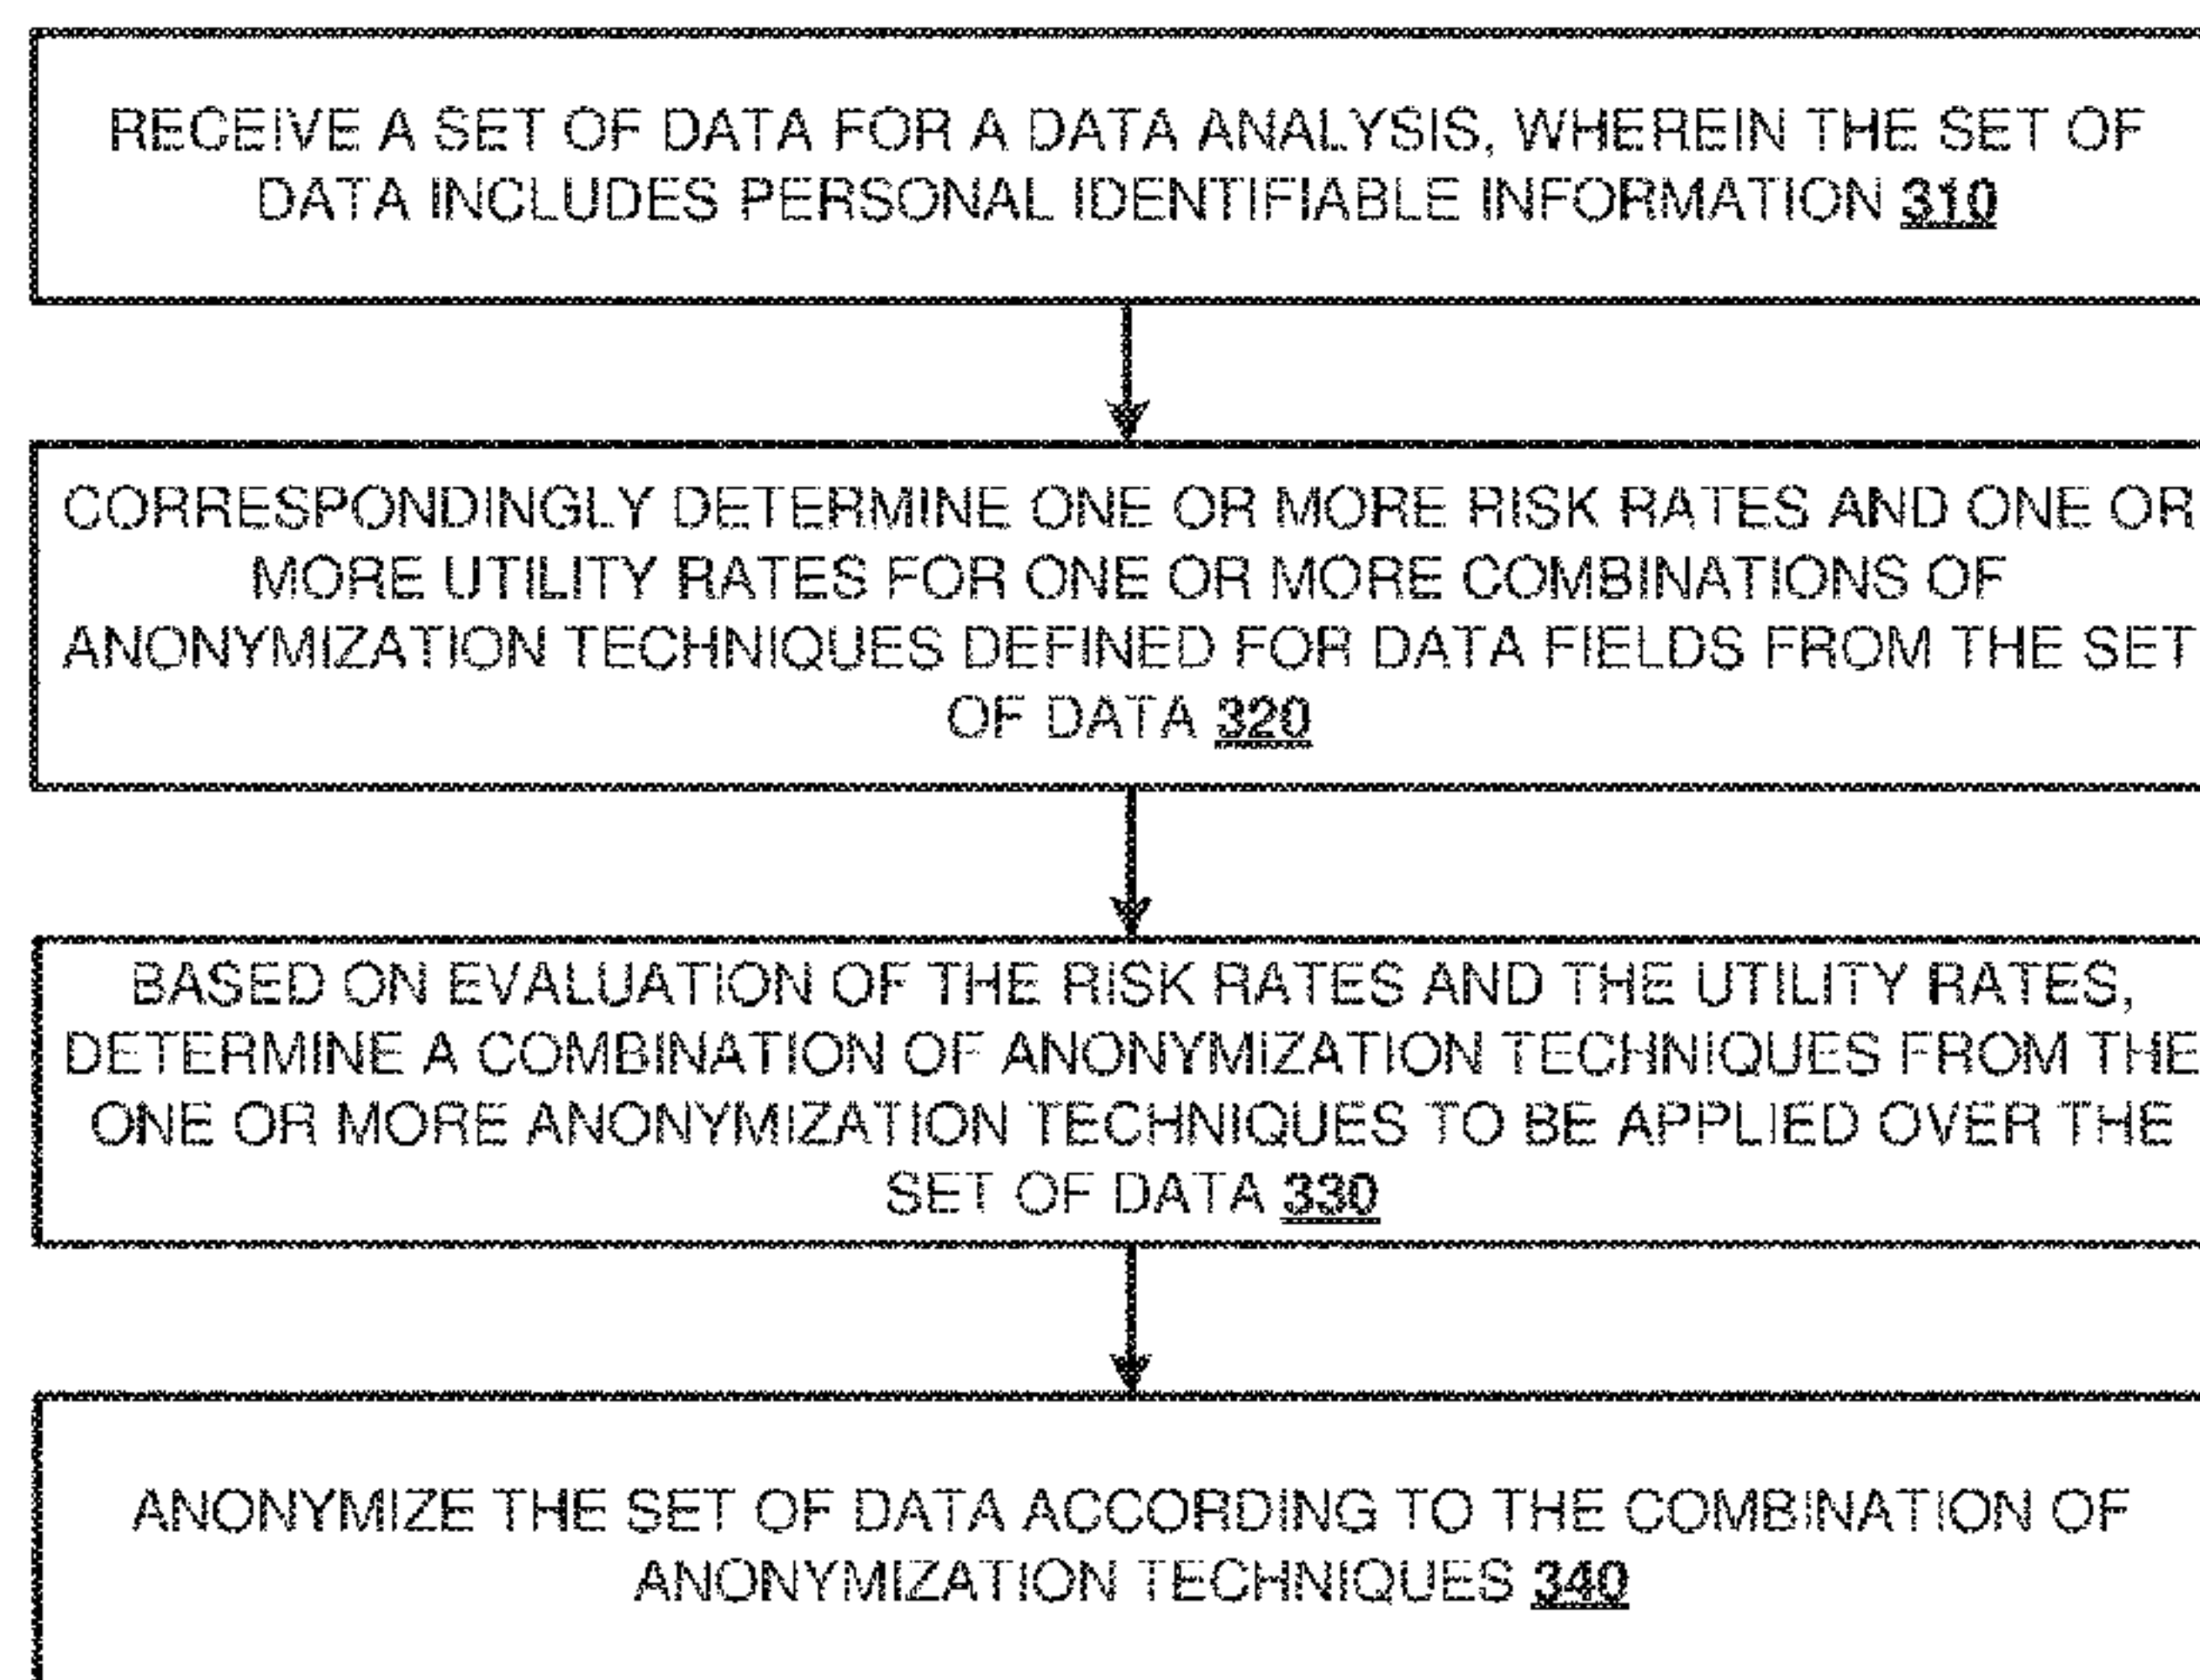 RECEIVE A SET OF DATA FOR A DATA ANALYSIS, WHEREIN THE SET OF
DATA INCLUDES PERSONAL IDENTIFIABLE INFORMATION 310
CORRESPONDINGLY DETERMINE ONE OR MORE RISK RATES AND ONE OR
MORE UTILITY RATES FOR ONE OR MORE COMBINATIONS OF
ANONYMIZATION TECHNIQUES DEFINED FOR DATA FIELDS FROM THE SET
OF DATA 320
BASED ON EVALUATION OF THE RISK RATES AND THE UTILITY RATES,
DETERMINE A COMBINATION OF ANONYMIZATION TECHNIQUES FROM THE
ONE OR MORE ANONYMIZATION TECHNIQUES TO BE APPLIED OVER THE
SET OF DATA 330
ANONYMIZE THE SET OF DATA ACCORDING TO THE COMBINATION OF
ANONYMIZATION TECHNIQUES 340